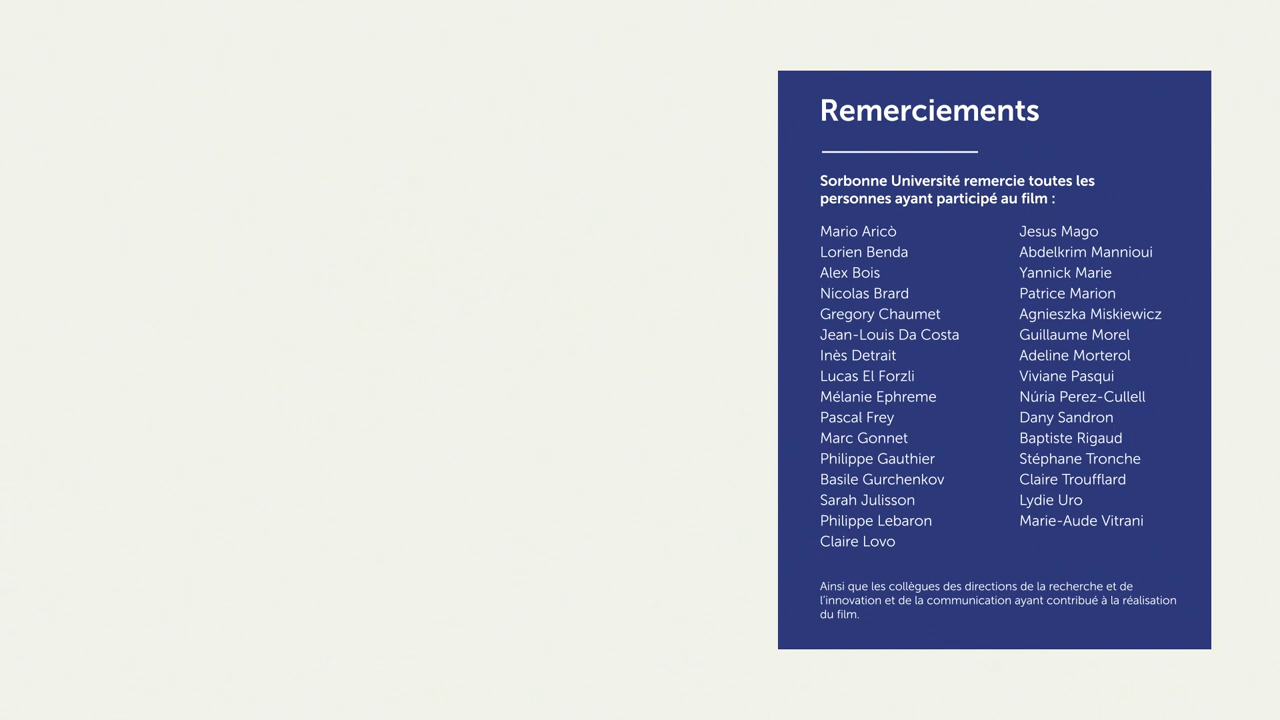 Remerciements
Sorbonne Université remercie toutes les
personnes ayant participé au film :
Mario Aricò
Lorien Benda
Alex Bois
Nicolas Brard
Gregory Chaumet
Jean-Louis Da Costa
Inès Detrait
Lucas El Forzli
Mélanie Ephreme
Pascal Frey
Marc Gonnet
Philippe Gauthier
Basile Gurchenkov
Sarah Julisson
Philippe Lebaron
Claire Lovo
Jesus Mago
Abdelkrim Mannioui
Yannick Marie
Patrice Marion
Agnieszka Miskiewicz
Guillaume Morel
Adeline Morterol
Viviane Pasqui
Núria Perez-Cullell
Dany Sandron
Baptiste Rigaud
Stéphane Tronche
Claire Troufflard
Lydie Uro
Marie-Aude Vitrani
Ainsi que les collègues des directions de la recherche et de
l'innovation et de la communication ayant contribué à la réalisation
du film.